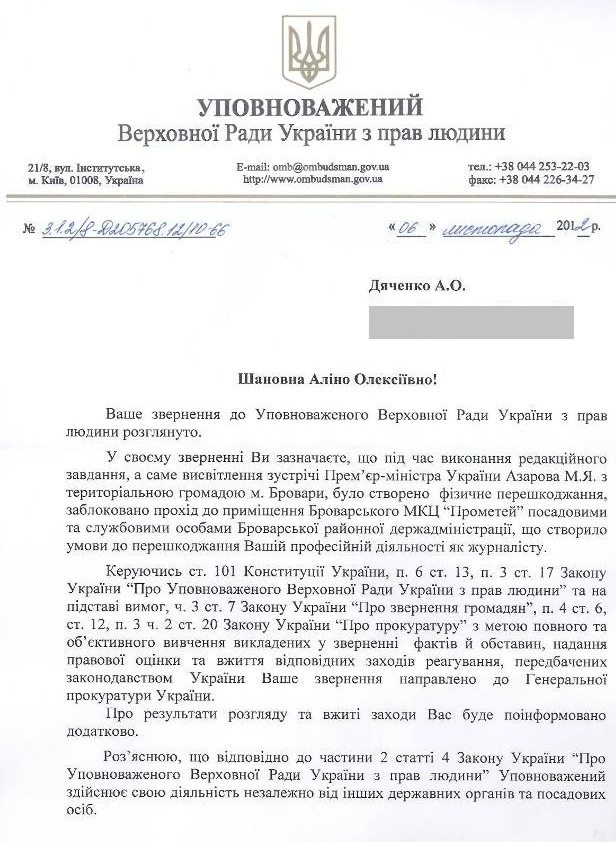 УПОВНОВАЖЕНИЙ
Верховної Ради України з прав людини
21/8, вул. Інститутська,
м. Київ, 01008, Україна
E-mail: omb@ombudsman.gov.ua
http://www.ombudsman.gov.ua
тел.: +38 044 253-22-03
факс: +38 044 226-34-27
№ 3.1.2/8-Д205768.12/10-66
« 06 » листопада 2012 р.
Дяченко А.О.
Шановна Аліно Олексіївно!
Ваше звернення до Уповноваженого Верховної Ради України з прав
людини розглянуто.
У своєму зверненні Ви зазначаєте, що під час виконання редакційного
завдання, а саме висвітлення зустрічі Прем’єр-міністра України Азарова М.Я. з
територіальною громадою м. Бровари, було створено фізичне перешкоджання,
заблоковано прохід до приміщення Броварського МКЦ “Прометей” посадовими
та службовими особами Броварської районної держадміністрації, що створило
умови до перешкоджання Вашій професійній діяльності як журналісту.
Керуючись ст. 101 Конституції України, п. 6 ст. 13, п. 3 ст. 17 Закону
України “Про Уповноваженого Верховної Ради України з прав людини” та на
підставі вимог, ч. 3 ст. 7 Закону України “Про звернення громадян”, п. 4 ст. 6,
ст. 12, п. 3 ч. 2 ст. 20 Закону України “Про прокуратуру” з метою повного та
об’єктивного вивчення викладених у зверненні фактів й обставин, надання
правової оцінки та вжиття відповідних заходів реагування, передбачених
законодавством України Ваше звернення направлено до Генеральної
прокуратури України.
Про результати розгляду та вжиті заходи Вас буде поінформовано
додатково.
Роз’яснюю, що відповідно до частини 2 статті 4 Закону України “Про
Уповноваженого Верховної Ради України з прав людини” Уповноважений
здійснює свою діяльність незалежно від інших державних органів та посадових
осіб.